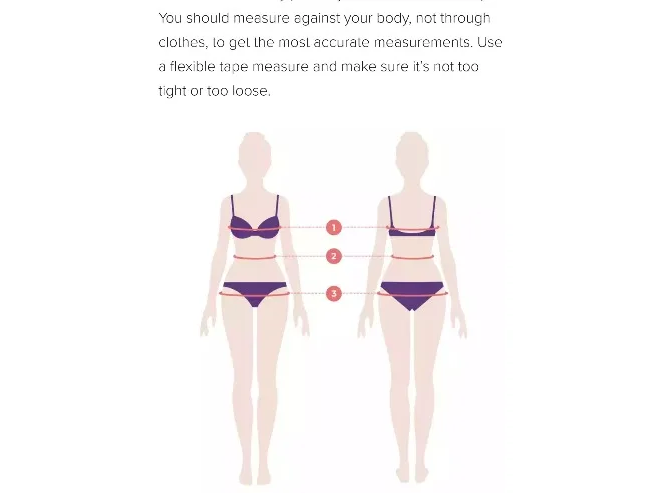 You should measure against your body, not through
clothes, to get the most accurate measurements. Use
a flexible tape measure and make sure it's not too
tight or too loose.
1
2
3